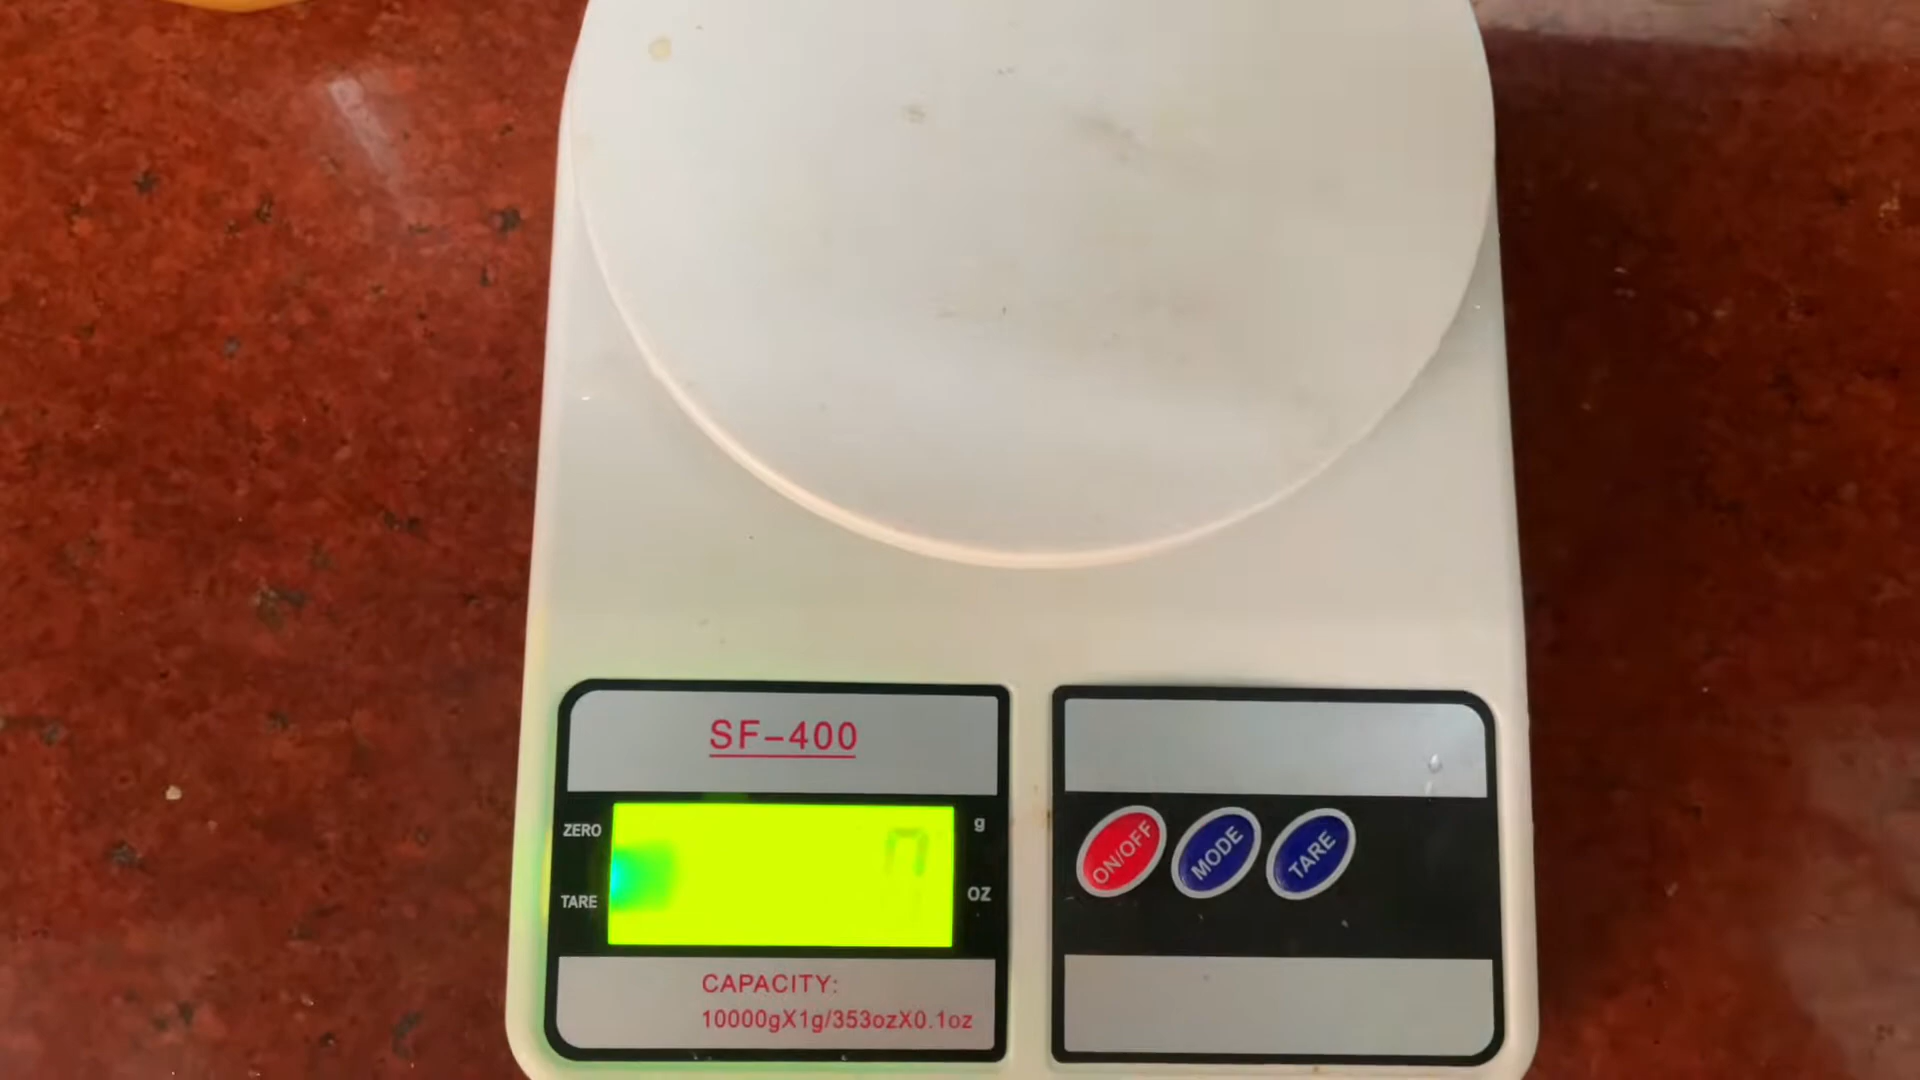 SF-400
ZERO
g
TARE
OZ
CAPACITY:
10000gX1g/353ozX0.1oz
ON/OFF
MODE
TARE